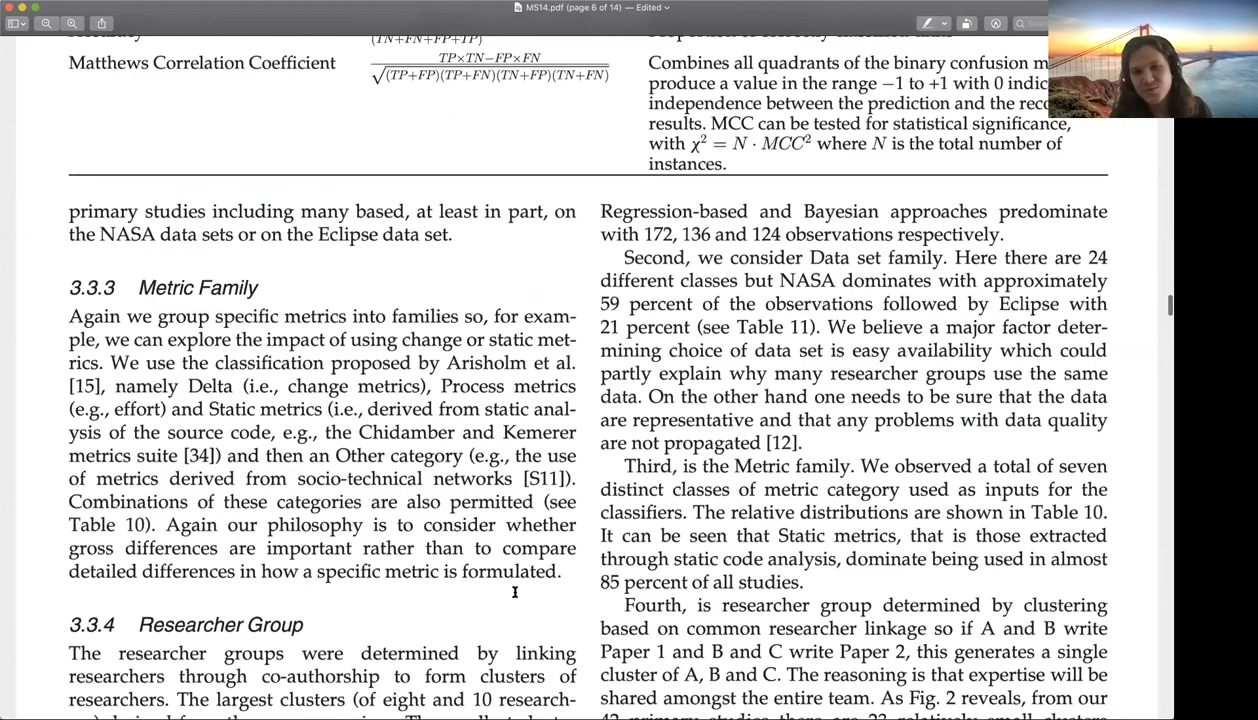 MS14.pdf (page 6 of 14) — Edited
Matthews Correlation Coefficient
(TN+FN+FP+TP)
TP×TN−FP×FN
√(TP+FP)(TP+FN)(TN+FP)(TN+FN)
Combines all quadrants of the binary confusion
produce a value in the range −1 to +1 with 0
independence between the prediction and the
results. MCC can be tested for statistical significance,
with χ² = N · MCC² where N is the total number of
instances.
primary studies including many based, at least in part, on
the NASA data sets or on the Eclipse data set.
3.3.3 Metric Family
Again we group specific metrics into families so, for exam-
ple, we can explore the impact of using change or static met-
rics. We use the classification proposed by Arisholm et al.
[15], namely Delta (i.e., change metrics), Process metrics
(e.g., effort) and Static metrics (i.e., derived from static anal-
ysis of the source code, e.g., the Chidamber and Kemerer
metrics suite [34]) and then an Other category (e.g., the use
of metrics derived from socio-technical networks [S11]).
Combinations of these categories are also permitted (see
Table 10). Again our philosophy is to consider whether
gross differences are important rather than to compare
detailed differences in how a specific metric is formulated.
3.3.4 Researcher Group
The researcher groups were determined by linking
researchers through co-authorship to form clusters of
researchers. The largest clusters (of eight and 10 research-
Regression-based and Bayesian approaches predominate
with 172, 136 and 124 observations respectively.
Second, we consider Data set family. Here there are 24
different classes but NASA dominates with approximately
59 percent of the observations followed by Eclipse with
21 percent (see Table 11). We believe a major factor deter-
mining choice of data set is easy availability which could
partly explain why many researcher groups use the same
data. On the other hand one needs to be sure that the data
are representative and that any problems with data quality
are not propagated [12].
Third, is the Metric family. We observed a total of seven
distinct classes of metric category used as inputs for the
classifiers. The relative distributions are shown in Table 10.
It can be seen that Static metrics, that is those extracted
through static code analysis, dominate being used in almost
85 percent of all studies.
Fourth, is researcher group determined by clustering
based on common researcher linkage so if A and B write
Paper 1 and B and C write Paper 2, this generates a single
cluster of A, B and C. The reasoning is that expertise will be
shared amongst the entire team. As Fig. 2 reveals, from our